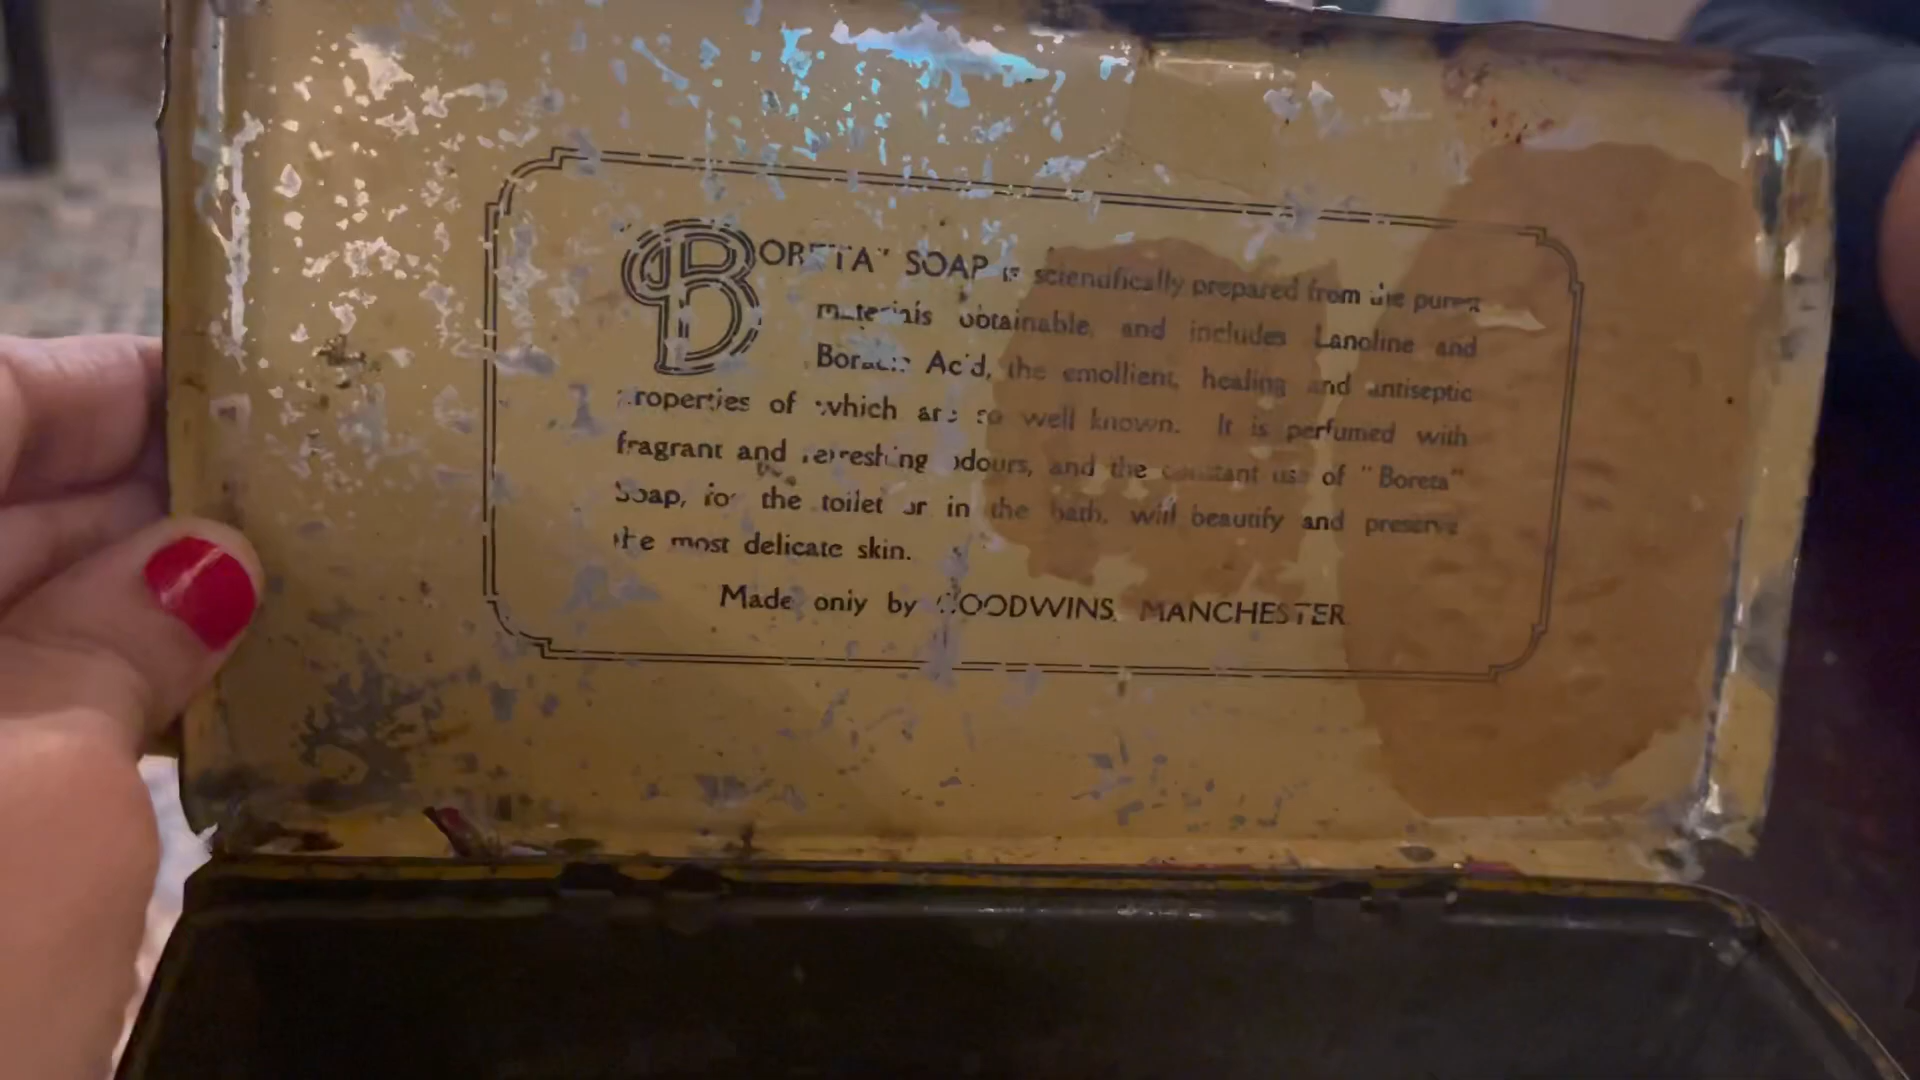 "BORETA" SOAP is scientifically prepared from the purest
materials obtainable, and includes Lanoline and
Boracic Acid, the emollient, healing and antiseptic
properties of which are so well known. It is perfumed with
fragrant and refreshing odours, and the constant use of "Boreta"
Soap, for the toilet or in the bath, will beautify and preserve
the most delicate skin.
Made only by GOODWINS, MANCHESTER